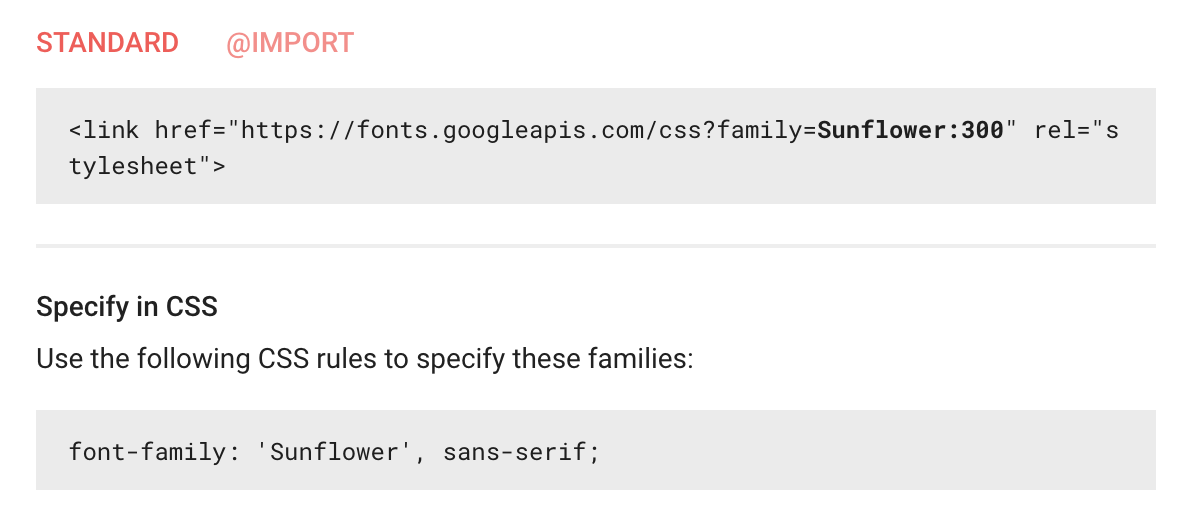 STANDARD @IMPORT
<link href="https://fonts.googleapis.com/css?family=Sunflower:300" rel="s
tylesheet">
Specify in CSS
Use the following CSS rules to specify these families:
font-family: 'Sunflower', sans-serif;